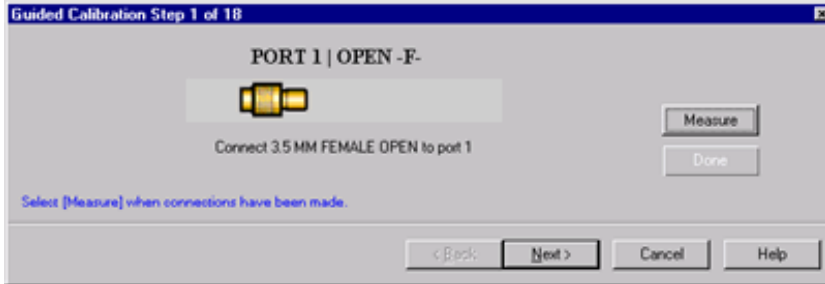 Guided Calibration Step 1 of 18
PORT 1 | OPEN -F-
Connect 3.5 MM FEMALE OPEN to port 1
Measure
Done
Select [Measure] when connections have been made.
< Back
Next >
Cancel
Help